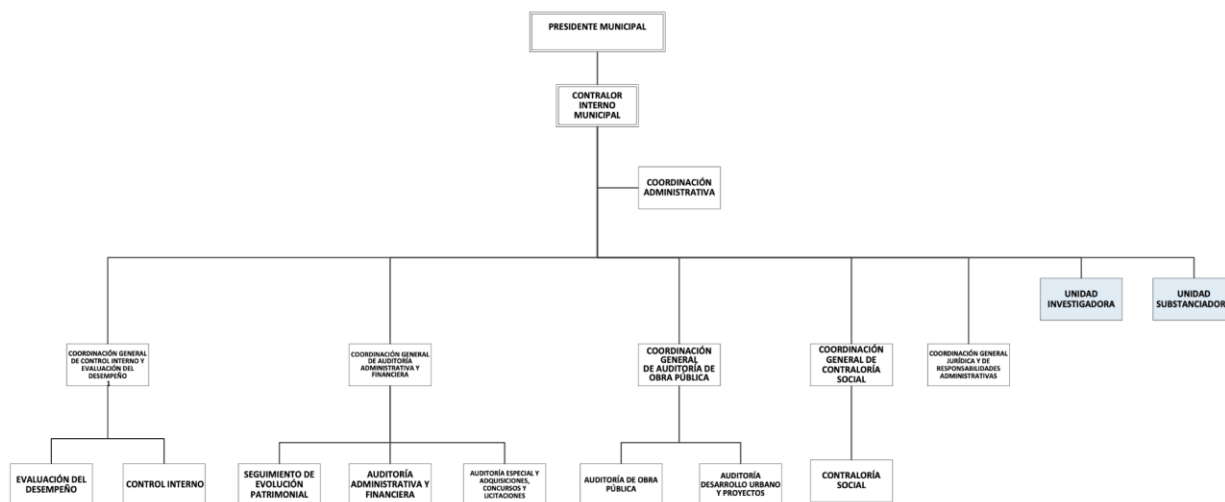 PRESIDENTE MUNICIPAL
CONTRALOR
INTERNO
MUNICIPAL
COORDINACIÓN
ADMINISTRATIVA
UNIDAD
INVESTIGADORA
UNIDAD
SUBSTANCIADOR
COORDINACIÓN GENERAL
DE CONTROL INTERNO Y
EVALUACIÓN DEL
DESEMPEÑO
1
COORDINACIÓN GENERAL
DE AUDITORÍA
ADMINISTRATIVA Y
FINANCIERA
COORDINACIÓN
GENERAL
DE AUDITORÍA DE
OBRA PÚBLICA
COORDINACIÓN
GENERAL DE
CONTRALORÍA
SOCIAL
COORDINACIÓN GENERAL
JURÍDICA Y DE
RESPONSABILIDADES
ADMINISTRATIVAS
EVALUACIÓN DEL
DESEMPEÑO
CONTROL INTERNO
SEGUIMIENTO DE
EVOLUCIÓN
PATRIMONIAL
AUDITORÍA
ADMINISTRATIVA Y
FINANCIERA
AUDITORÍA ESPECIAL Y
ADQUISICIONES,
CONCURSOS Y
LICITACIONES
AUDITORÍA DE OBRA
PÚBLICA
AUDITORÍA
DESARROLLO URBANO
Y PROYECTOS
CONTRALORÍA
SOCIAL